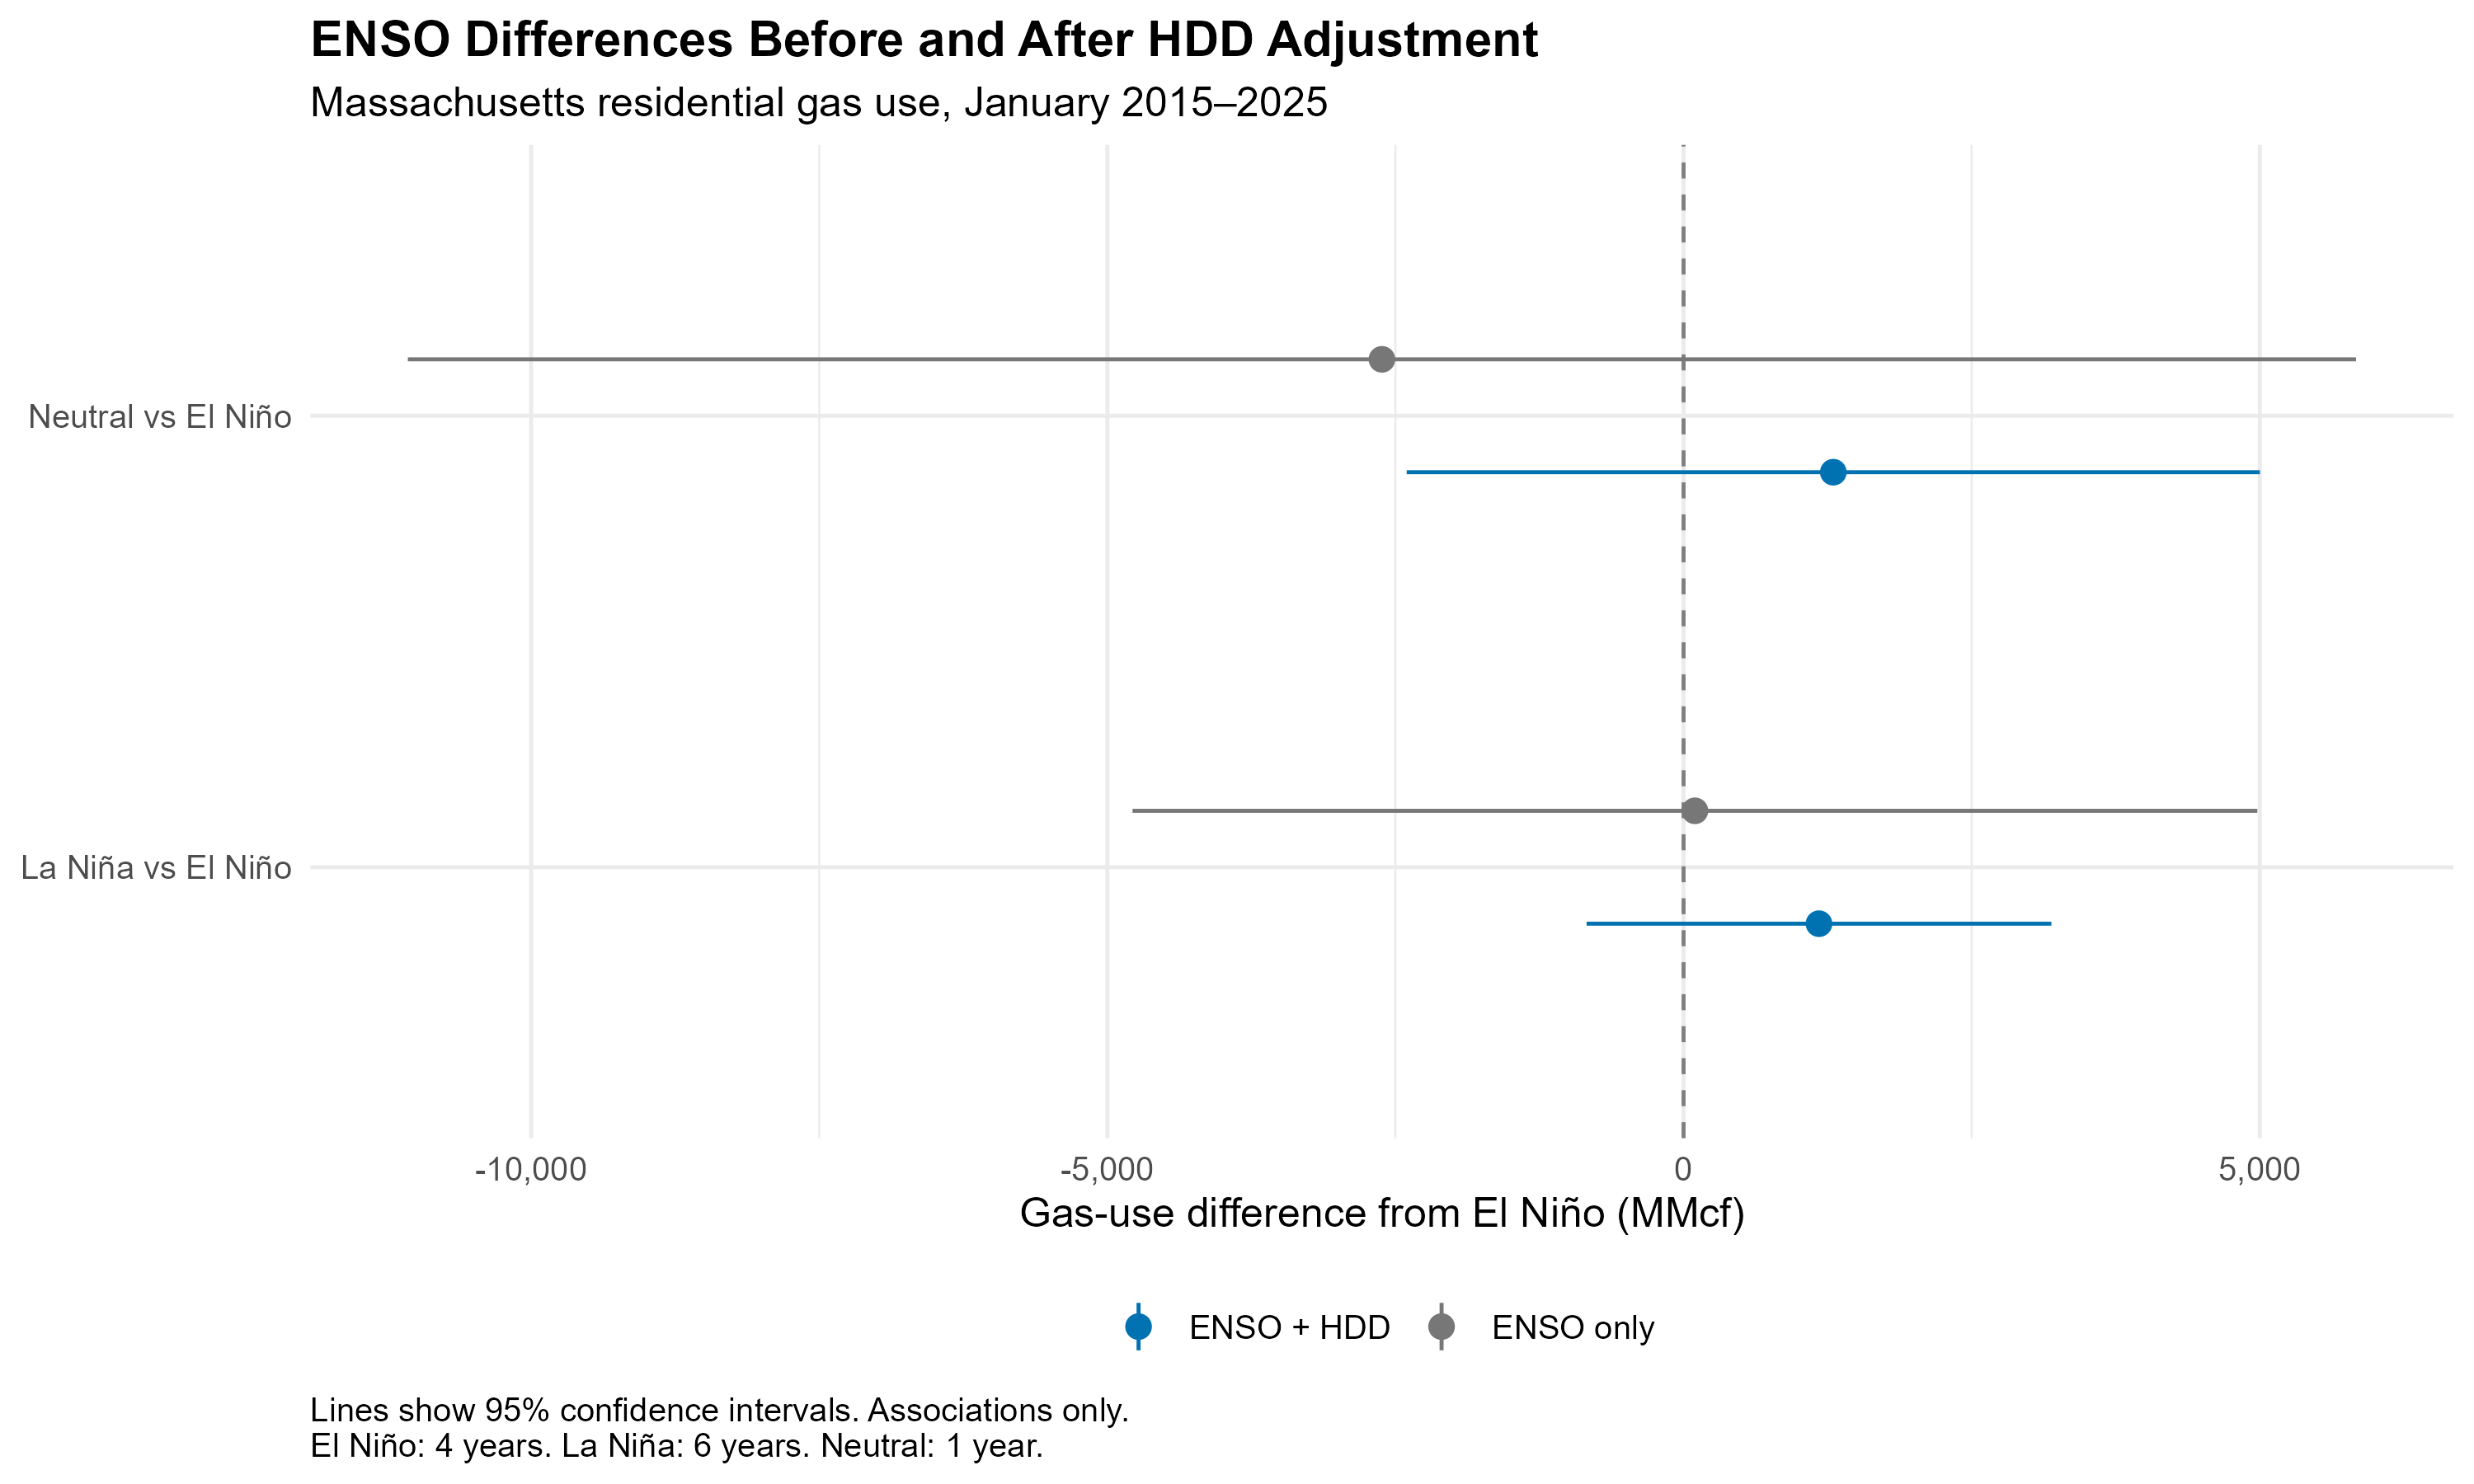 ENSO Differences Before and After HDD Adjustment
Massachusetts residential gas use, January 2015–2025
Neutral vs El Niño
La Niña vs El Niño
-10,000
-5,000
0
5,000
Gas-use difference from El Niño (MMcf)
ENSO + HDD
ENSO only
Lines show 95% confidence intervals. Associations only.
El Niño: 4 years. La Niña: 6 years. Neutral: 1 year.